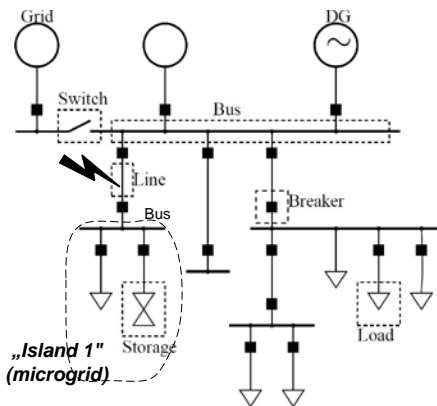 Grid
DG
Switch
Bus
Line
Breaker
Bus
Storage
Load
„Island 1"
(microgrid)